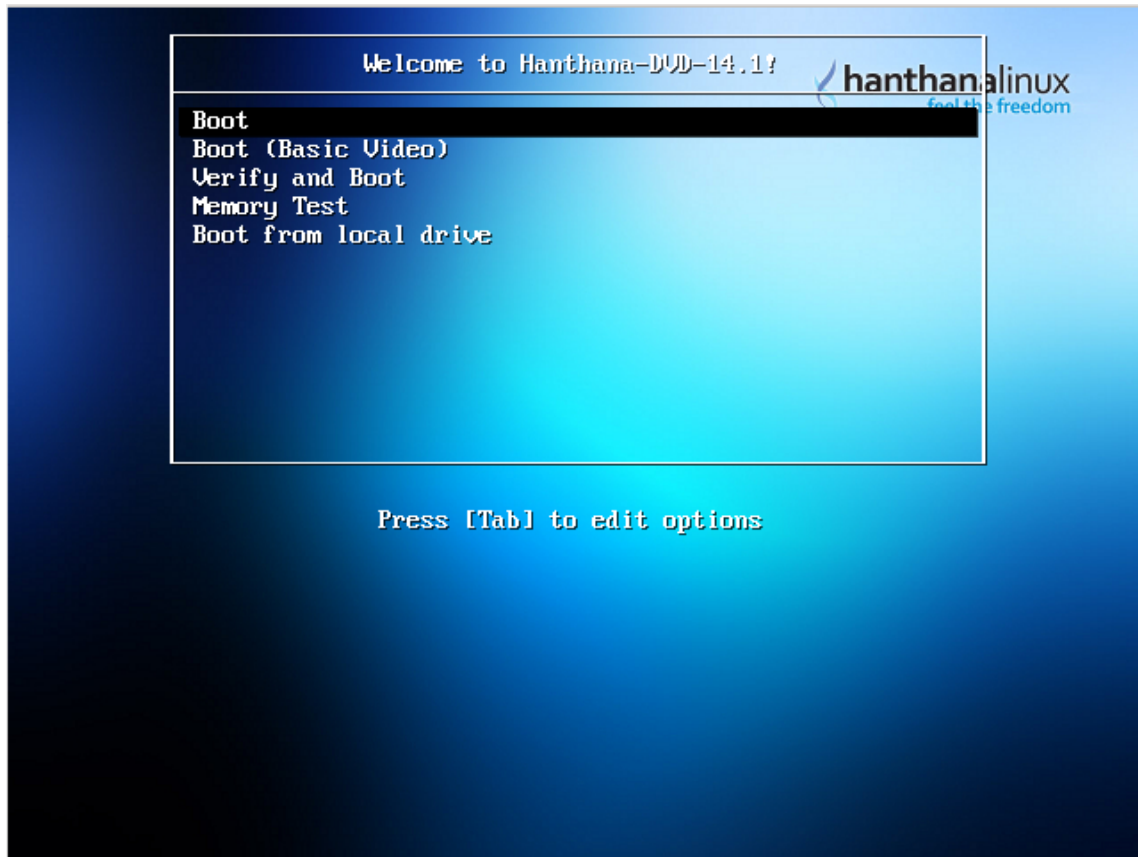 Welcome to Hanthana-DVD-14.1!
hanthanalinux
feel the freedom
Boot
Boot (Basic Video)
Verify and Boot
Memory Test
Boot from local drive
Press [Tab] to edit options